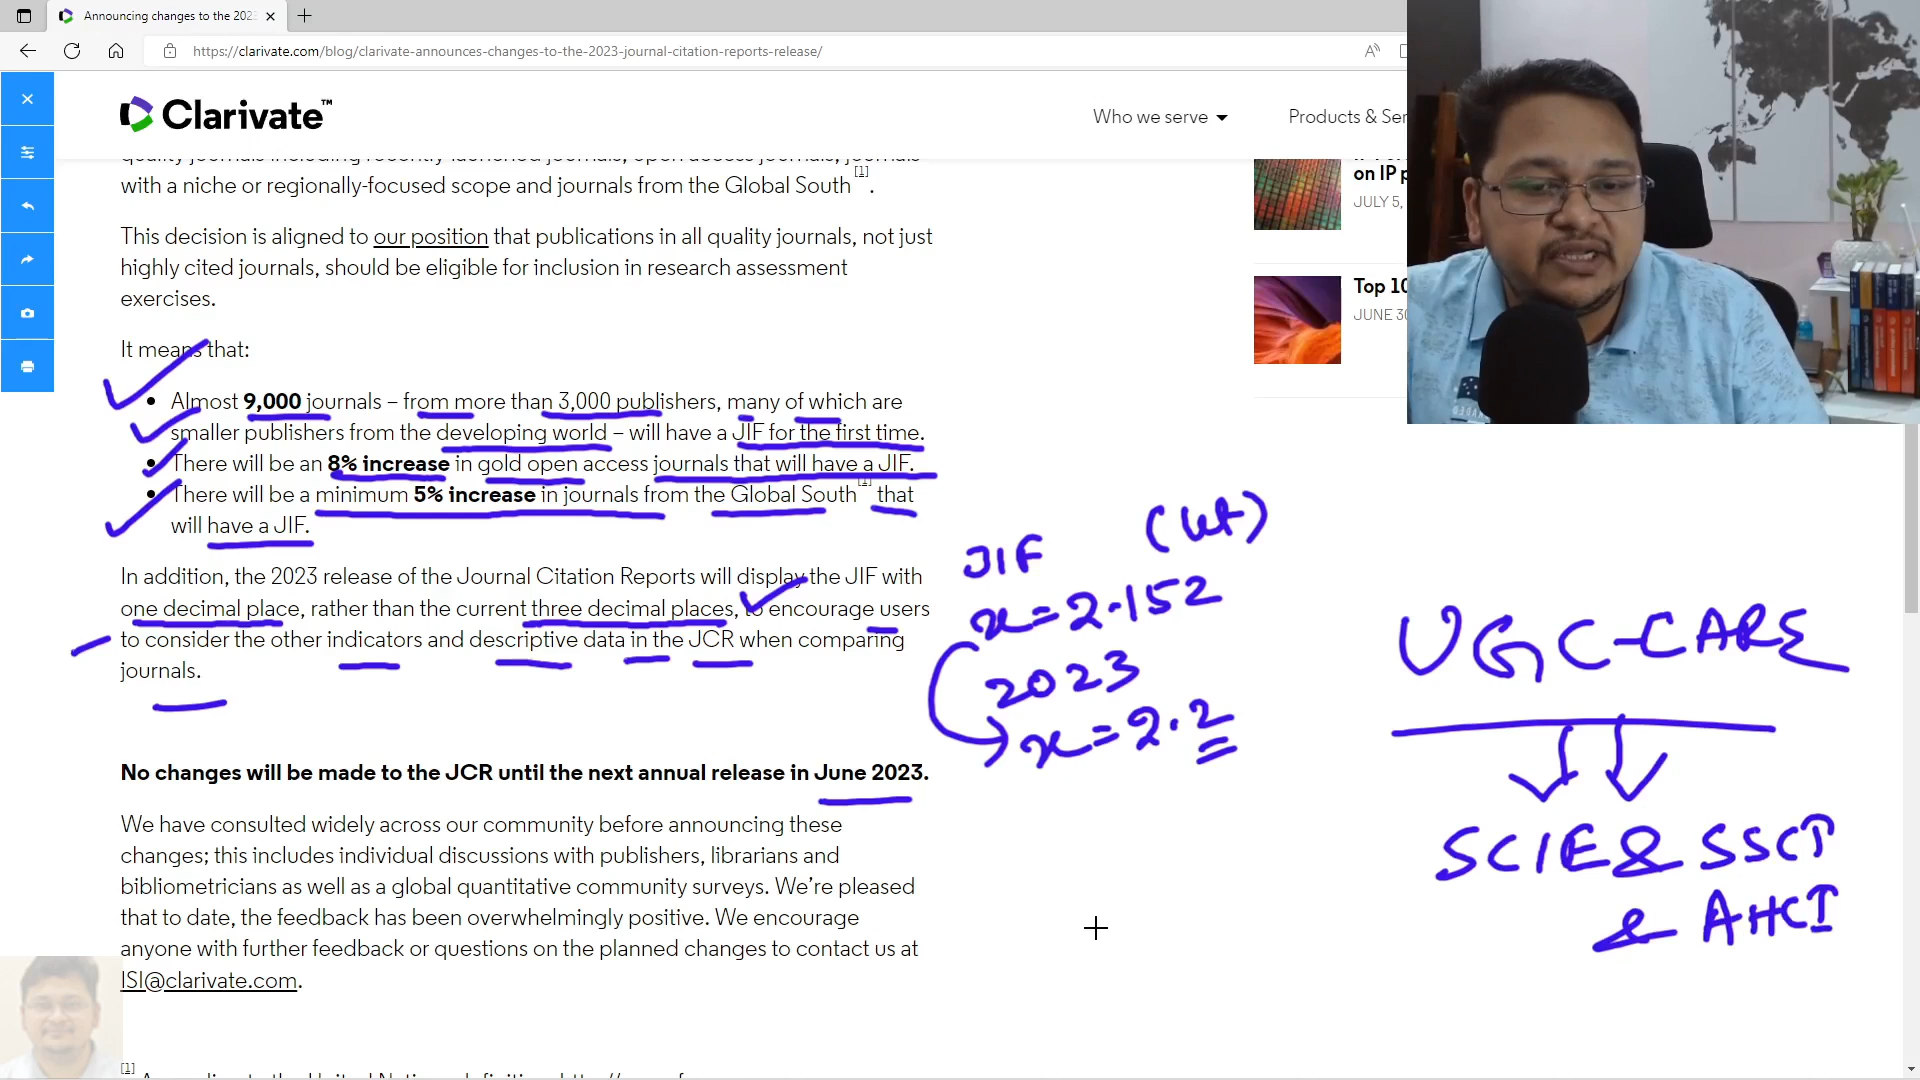 Announcing changes to the 202
https://clarivate.com/blog/clarivate-announces-changes-to-the-2023-journal-citation-reports-release/
Clarivate™
Who we serve
Products & Ser
with a niche or regionally-focused scope and journals from the Global South [1].
This decision is aligned to our position that publications in all quality journals, not just
highly cited journals, should be eligible for inclusion in research assessment
exercises.
It means that:
• Almost 9,000 journals – from more than 3,000 publishers, many of which are
smaller publishers from the developing world – will have a JIF for the first time.
• There will be an 8% increase in gold open access journals that will have a JIF.
• There will be a minimum 5% increase in journals from the Global South [1] that
will have a JIF.
In addition, the 2023 release of the Journal Citation Reports will display the JIF with
one decimal place, rather than the current three decimal places, to encourage users
to consider the other indicators and descriptive data in the JCR when comparing
journals.
No changes will be made to the JCR until the next annual release in June 2023.
We have consulted widely across our community before announcing these
changes; this includes individual discussions with publishers, librarians and
bibliometricians as well as a global quantitative community surveys. We’re pleased
that to date, the feedback has been overwhelmingly positive. We encourage
anyone with further feedback or questions on the planned changes to contact us at
ISI@clarivate.com.
[1]
on IP p
JULY 5,
Top 10
JUNE 30
JIF
x=2.152
2023
x=2.2
UGC-CARE
SCIE & SSCI
& AHCI